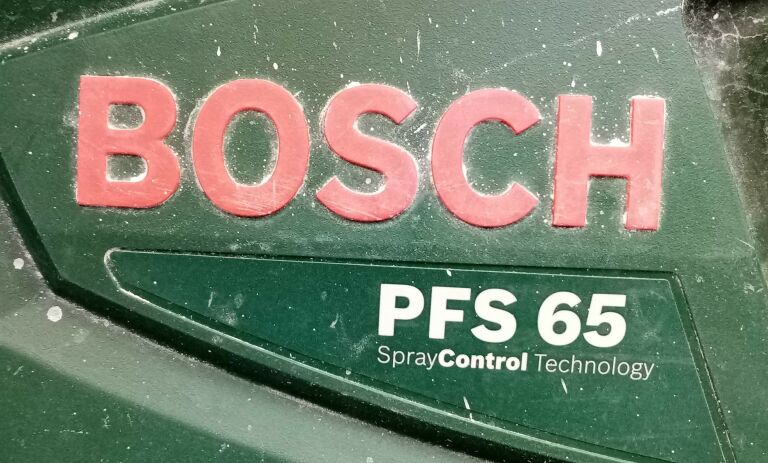 BOSCH
PFS 65
SprayControl Technology